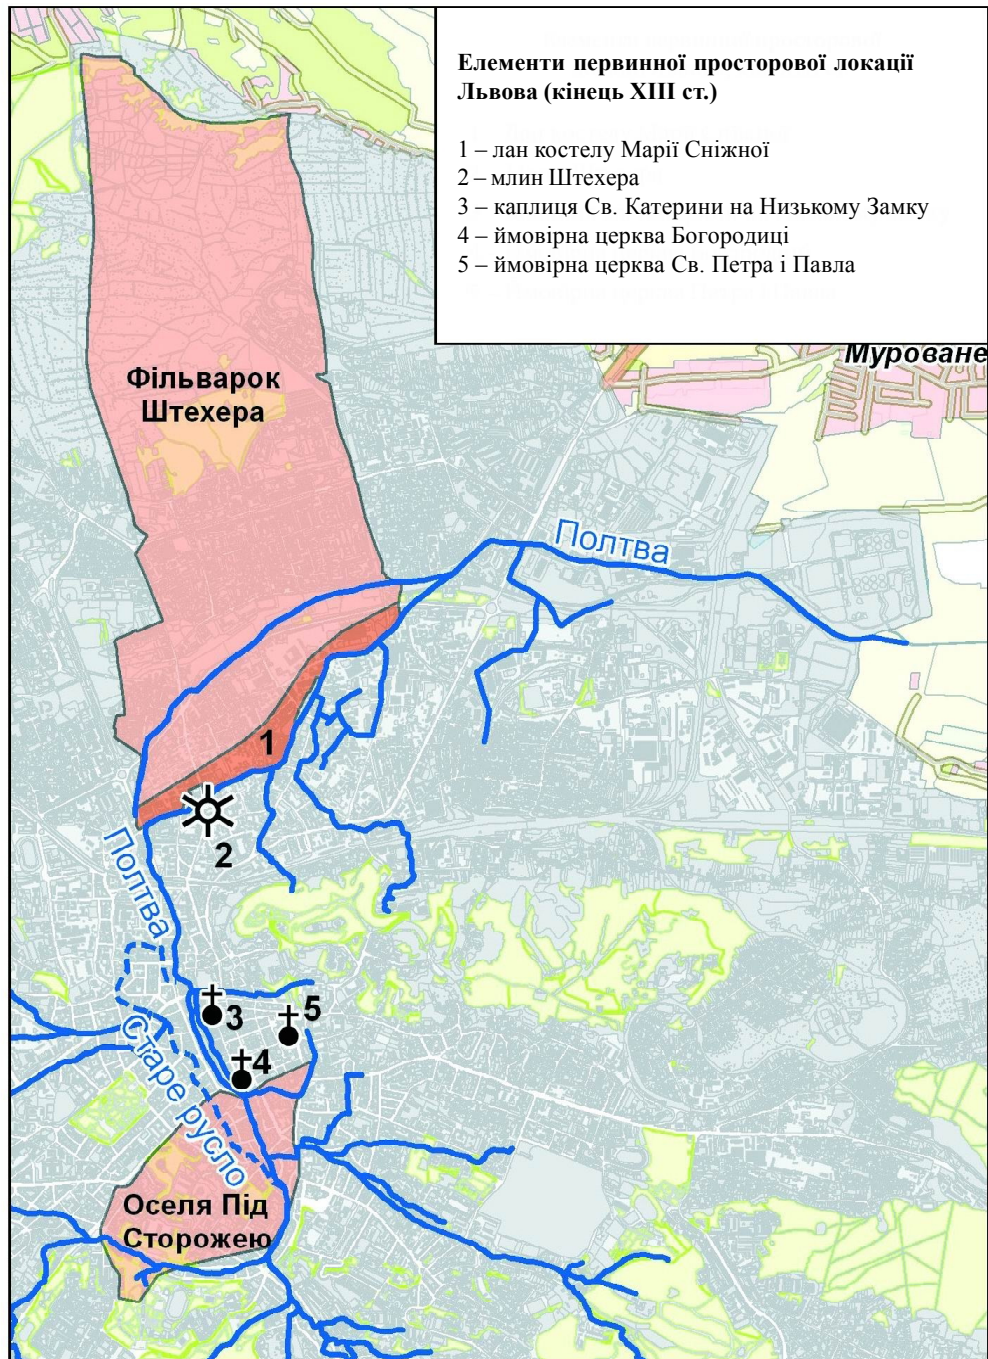 Елементи первинної просторової локації
Львова (кінець XIII ст.)
1 – лан костелу Марії Сніжної
2 – млин Штехера
3 – каплиця Св. Катерини на Низькому Замку
4 – ймовірна церква Богородиці
5 – ймовірна церква Св. Петра і Павла
Муроване
Фільварок
Штехера
Полтва
1
2
Полтва
3
5
4
Старе русло
Оселя Під
Сторожею